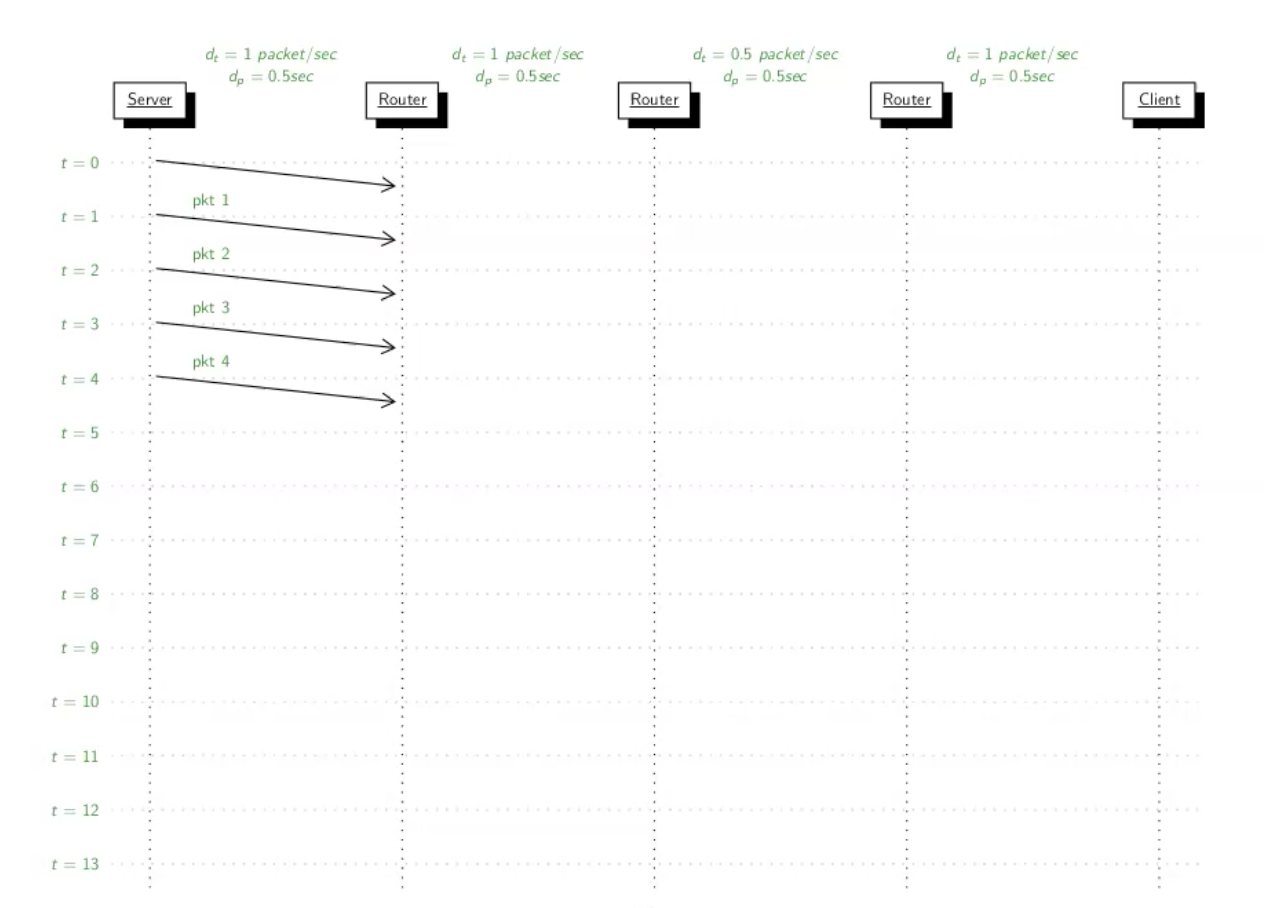 d_t = 1 packet/sec d_t = 1 packet/sec d_t = 0.5 packet/sec d_t = 1 packet/sec
d_p = 0.5sec d_p = 0.5sec d_p = 0.5sec d_p = 0.5sec
Server Router Router Router Client
t = 0
pkt 1
t = 1
pkt 2
t = 2
pkt 3
t = 3
pkt 4
t = 4
t = 5
t = 6
t = 7
t = 8
t = 9
t = 10
t = 11
t = 12
t = 13